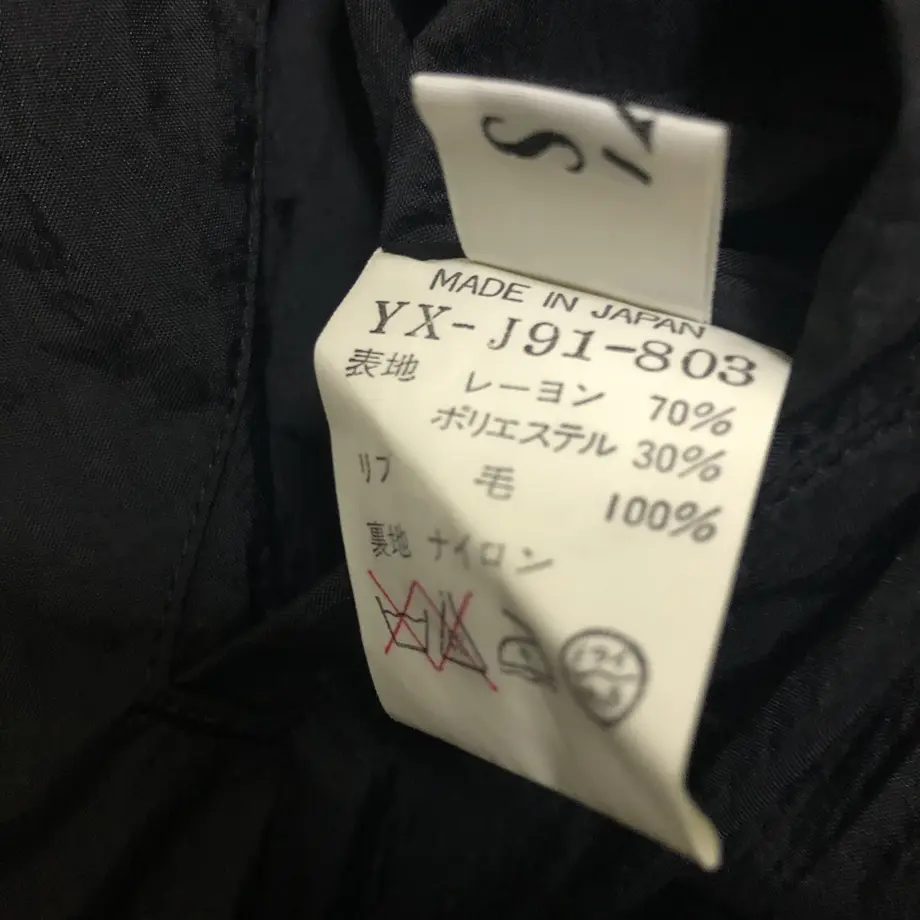 S
MADE IN JAPAN
YX-J91-803
表地 レーヨン 70%
ポリエステル 30%
リブ 毛 100%
裏地 ナイロン